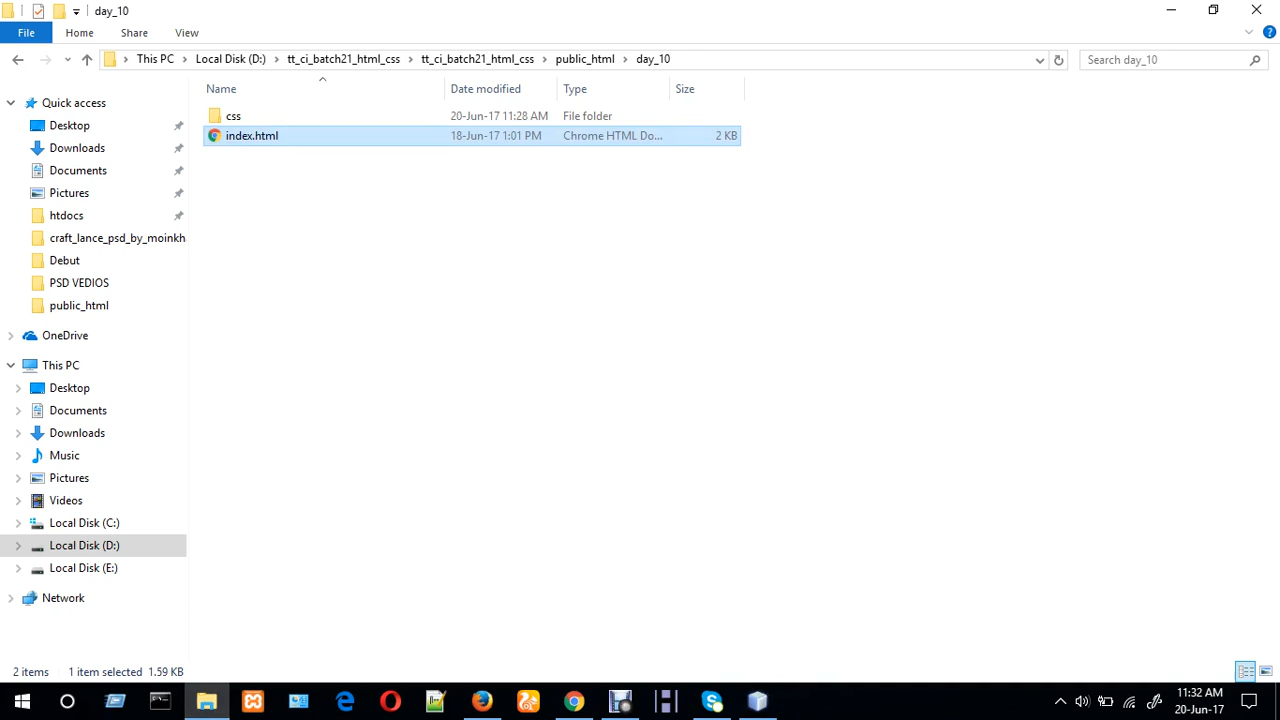 day_10
File Home Share View
This PC Local Disk (D:) tt_ci_batch21_html_css tt_ci_batch21_html_css public_html day_10
Search day_10
Name Date modified Type Size
css 20-Jun-17 11:28 AM File folder
index.html 18-Jun-17 1:01 PM Chrome HTML Do... 2 KB
Quick access
Desktop
Downloads
Documents
Pictures
htdocs
craft_lance_psd_by_moinkh
Debut
PSD VEDIOS
public_html
OneDrive
This PC
Desktop
Documents
Downloads
Music
Pictures
Videos
Local Disk (C:)
Local Disk (D:)
Local Disk (E:)
Network
2 items 1 item selected 1.59 KB
11:32 AM
20-Jun-17